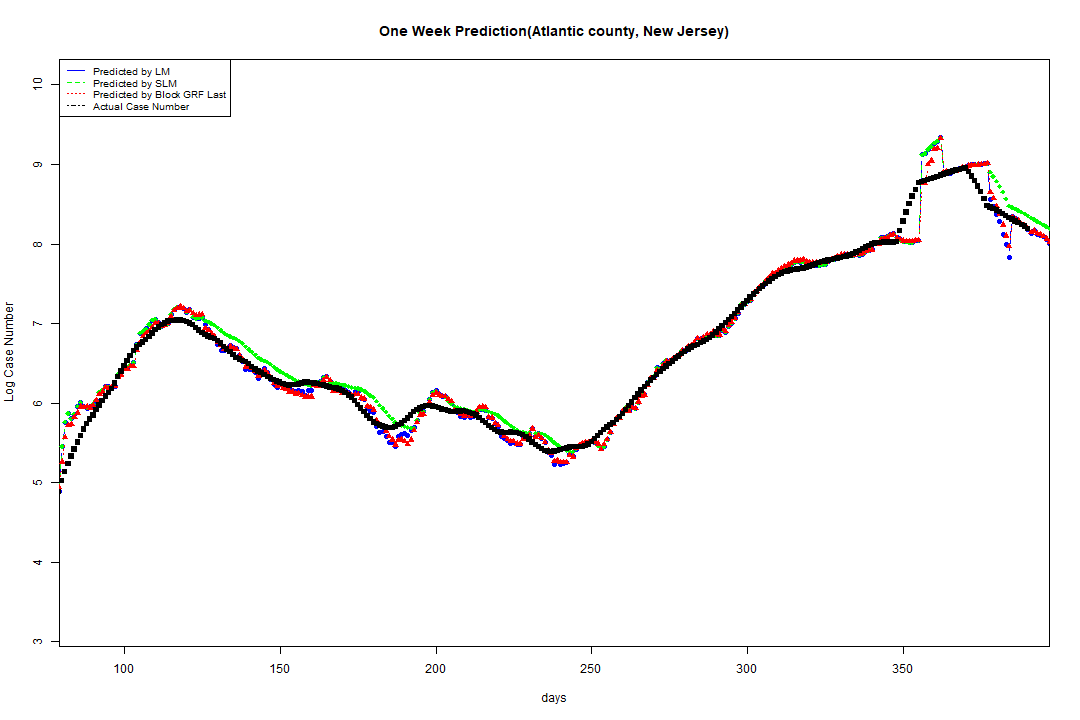 One Week Prediction(Atlantic county, New Jersey)
Predicted by LM
Predicted by SLM
Predicted by Block GRF Last
Actual Case Number
Log Case Number
10
9
8
7
6
5
4
3
100 150 200 250 300 350
days